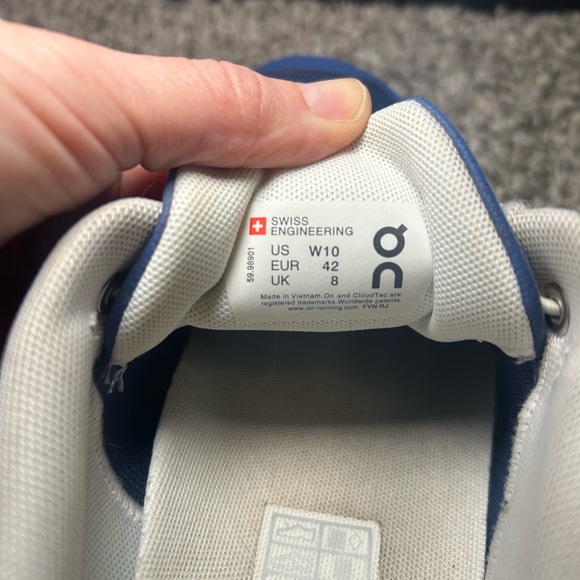 SWISS
ENGINEERING
US W10
EUR 42
UK 8
Made in Vietnam. On and CloudTec are
registered trademarks. Worldwide patents.
www.on-running.com FVN RJ
59.98901
On